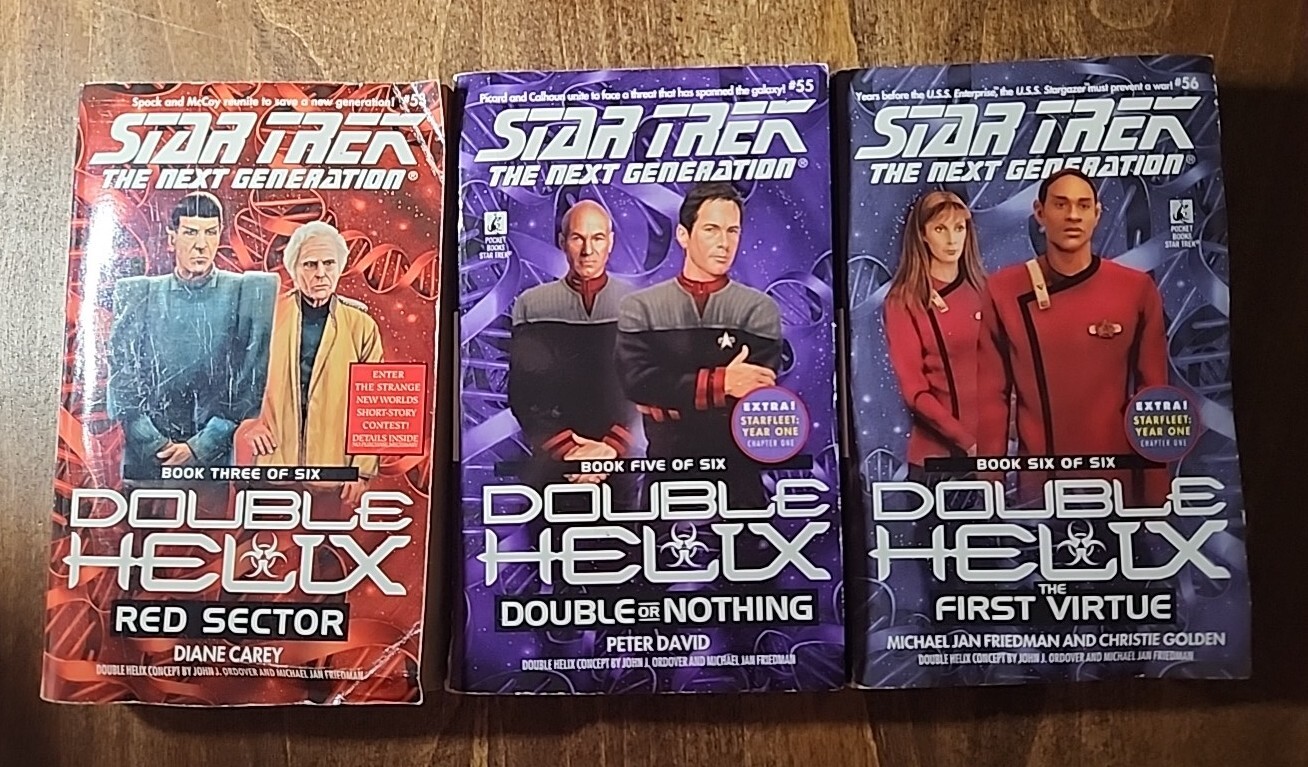 Spock and McCoy reunite to save a new generation! #53
STAR TREK
THE NEXT GENERATION®
ENTER
THE STRANGE
NEW WORLDS
SHORT-STORY
CONTEST!
DETAILS INSIDE
BOOK THREE OF SIX
DOUBLE
HELIX
RED SECTOR
DIANE CAREY
DOUBLE HELIX CONCEPT BY JOHN J. ORDOVER AND MICHAEL JAN FRIEDMAN
Picard and Calhoun unite to face a threat that has spanned the galaxy! #55
STAR TREK
THE NEXT GENERATION®
POCKET
BOOKS
STAR TREK
EXTRA!
STARFLEET:
YEAR ONE
CHAPTER ONE
BOOK FIVE OF SIX
DOUBLE
HELIX
DOUBLE OR NOTHING
PETER DAVID
DOUBLE HELIX CONCEPT BY JOHN J. ORDOVER AND MICHAEL JAN FRIEDMAN
Years before the U.S.S. Enterprise, the U.S.S. Stargazer must prevent a war! #56
STAR TREK
THE NEXT GENERATION®
POCKET
BOOKS
STAR TREK
EXTRA!
STARFLEET:
YEAR ONE
CHAPTER ONE
BOOK SIX OF SIX
DOUBLE
HELIX
THE
FIRST VIRTUE
MICHAEL JAN FRIEDMAN AND CHRISTIE GOLDEN
DOUBLE HELIX CONCEPT BY JOHN J. ORDOVER AND MICHAEL JAN FRIEDMAN